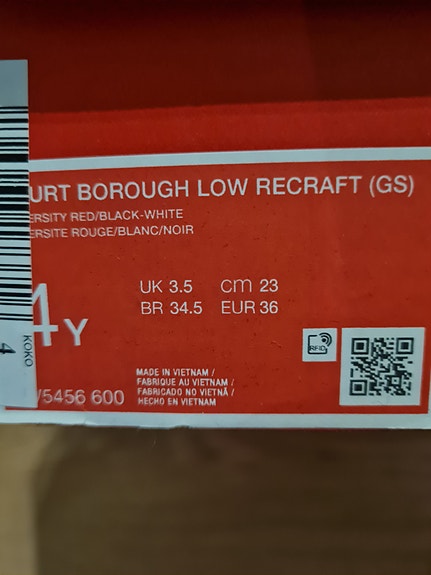 URT BOROUGH LOW RECRAFT (GS)
ERSITY RED/BLACK-WHITE
ERSITE ROUGE/BLANC/NOIR
UK 3.5 CM 23
BR 34.5 EUR 36
4Y
RFID
MADE IN VIETNAM /
FABRIQUE AU VIETNAM /
FABRICADO NO VIETNÃ /
HECHO EN VIETNAM
/5456 600
KOKO
4